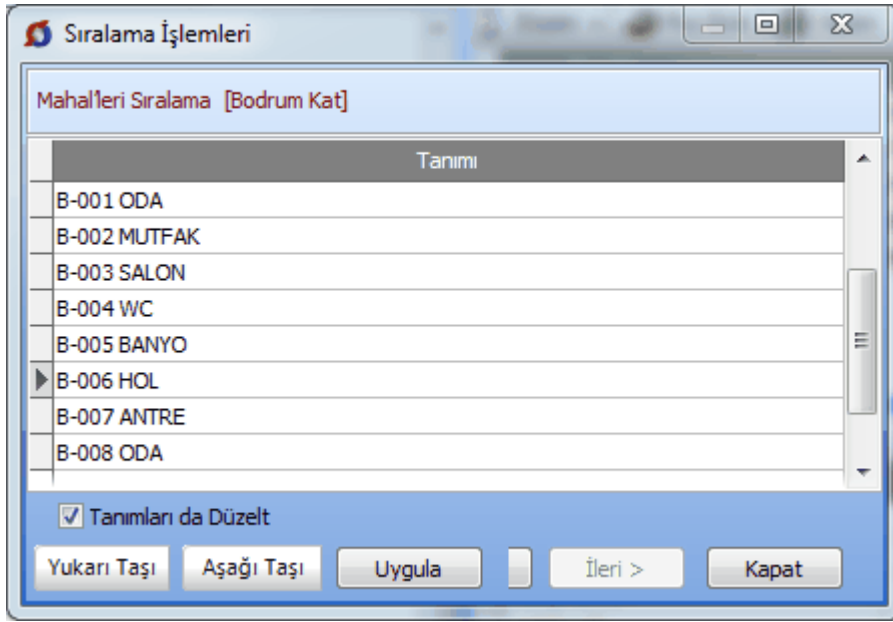 Sıralama İşlemleri
Mahal'leri Sıralama [Bodrum Kat]
Tanımı
B-001 ODA
B-002 MUTFAK
B-003 SALON
B-004 WC
B-005 BANYO
B-006 HOL
B-007 ANTRE
B-008 ODA
Tanımları da Düzelt
Yukarı Taşı Aşağı Taşı Uygula İleri > Kapat